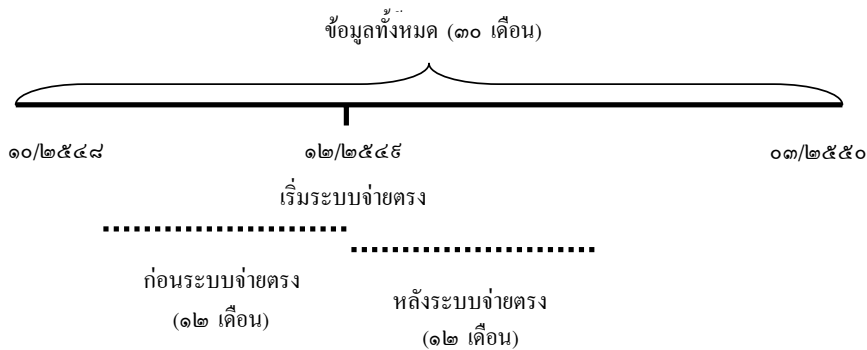 ข้อมูลทั้งหมด (๓๐ เดือน)
๑๐/๒๕๔๘ ๑๒/๒๕๔๙ ๐๓/๒๕๕๐
เริ่มระบบจ่ายตรง
ก่อนระบบจ่ายตรง
(๑๒ เดือน)
หลังระบบจ่ายตรง
(๑๒ เดือน)